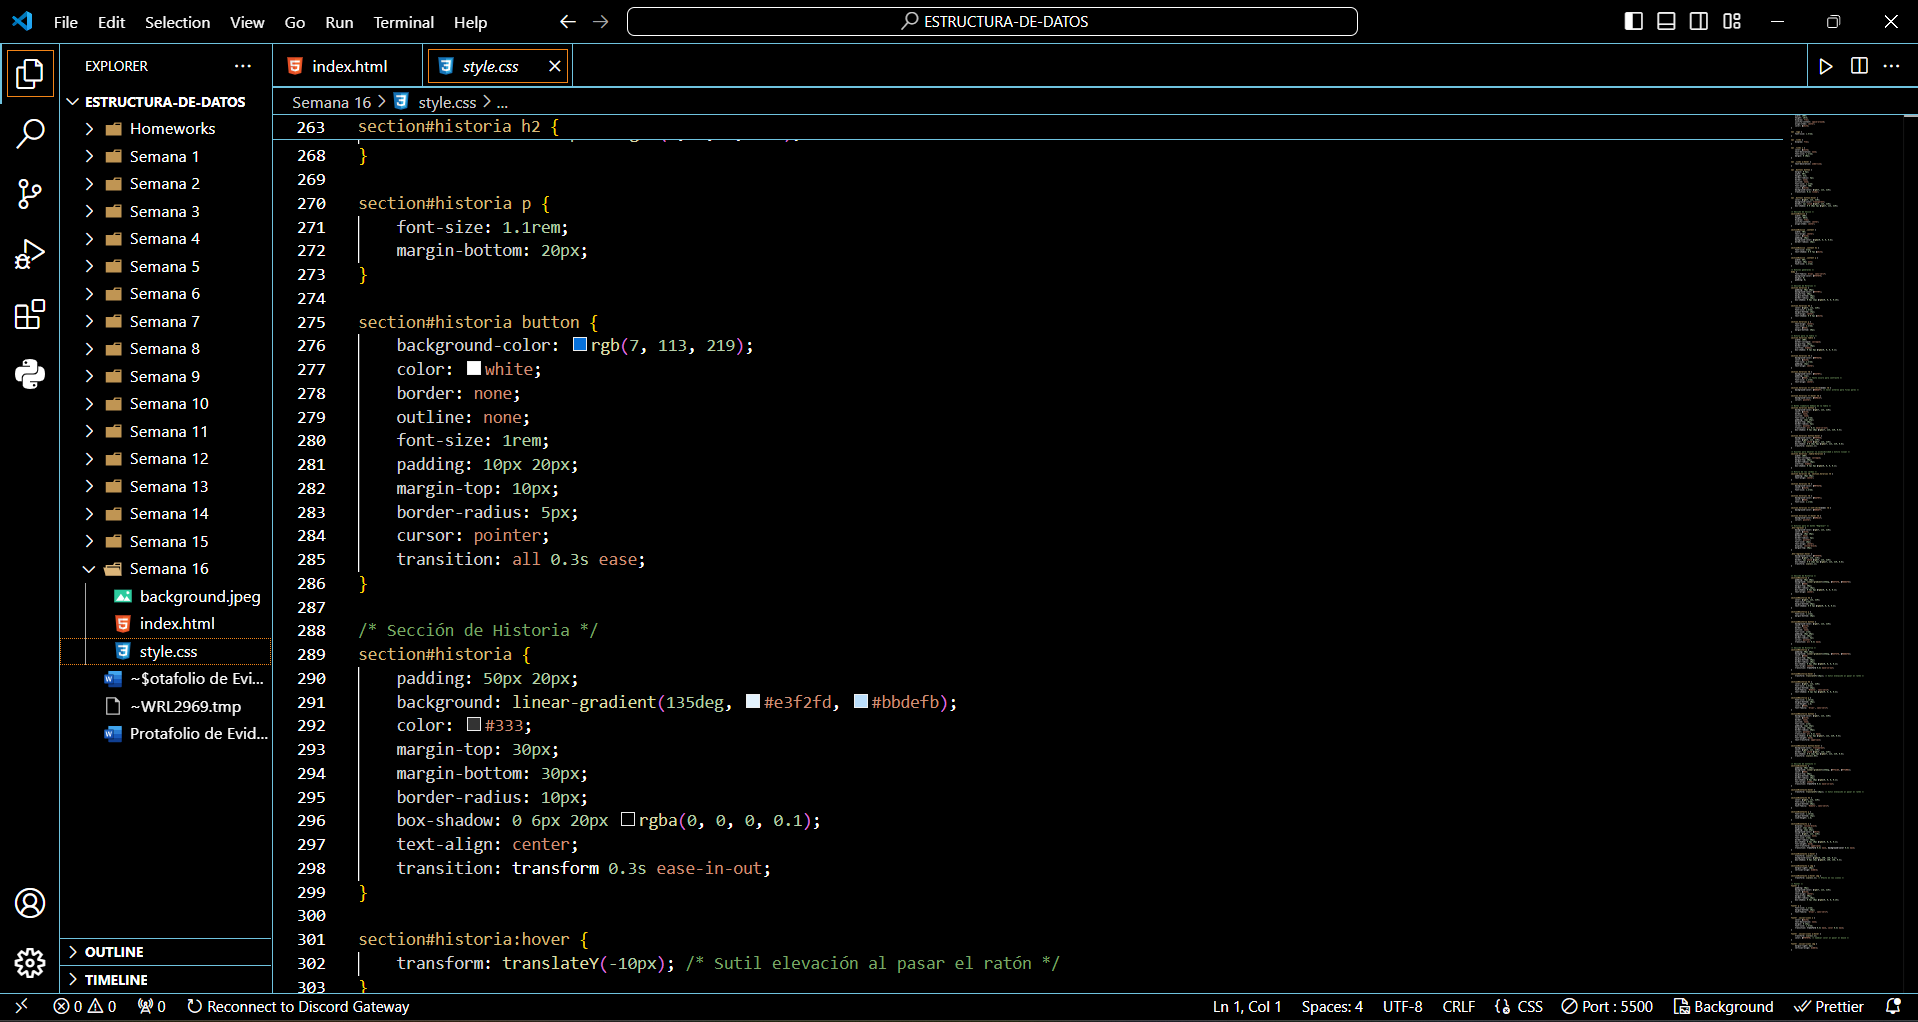 File Edit Selection View Go Run Terminal Help
ESTRUCTURA-DE-DATOS
EXPLORER
ESTRUCTURA-DE-DATOS
Homeworks
Semana 1
Semana 2
Semana 3
Semana 4
Semana 5
Semana 6
Semana 7
Semana 8
Semana 9
Semana 10
Semana 11
Semana 12
Semana 13
Semana 14
Semana 15
Semana 16
background.jpeg
index.html
style.css
~$otafolio de Evi...
~WRL2969.tmp
Protafolio de Evid...
OUTLINE
TIMELINE
index.html style.css
Semana 16 > style.css > ...
263 section#historia h2 {
268 }
269
270 section#historia p {
271 font-size: 1.1rem;
272 margin-bottom: 20px;
273 }
274
275 section#historia button {
276 background-color: rgb(7, 113, 219);
277 color: white;
278 border: none;
279 outline: none;
280 font-size: 1rem;
281 padding: 10px 20px;
282 margin-top: 10px;
283 border-radius: 5px;
284 cursor: pointer;
285 transition: all 0.3s ease;
286 }
287
288 /* Sección de Historia */
289 section#historia {
290 padding: 50px 20px;
291 background: linear-gradient(135deg, #e3f2fd, #bbdefb);
292 color: #333;
293 margin-top: 30px;
294 margin-bottom: 30px;
295 border-radius: 10px;
296 box-shadow: 0 6px 20px rgba(0, 0, 0, 0.1);
297 text-align: center;
298 transition: transform 0.3s ease-in-out;
299 }
300
301 section#historia:hover {
302 transform: translateY(-10px); /* Sutil elevación al pasar el ratón */
303 }
0 0 0 Reconnect to Discord Gateway Ln 1, Col 1 Spaces: 4 UTF-8 CRLF {} CSS Port : 5500 Background Prettier